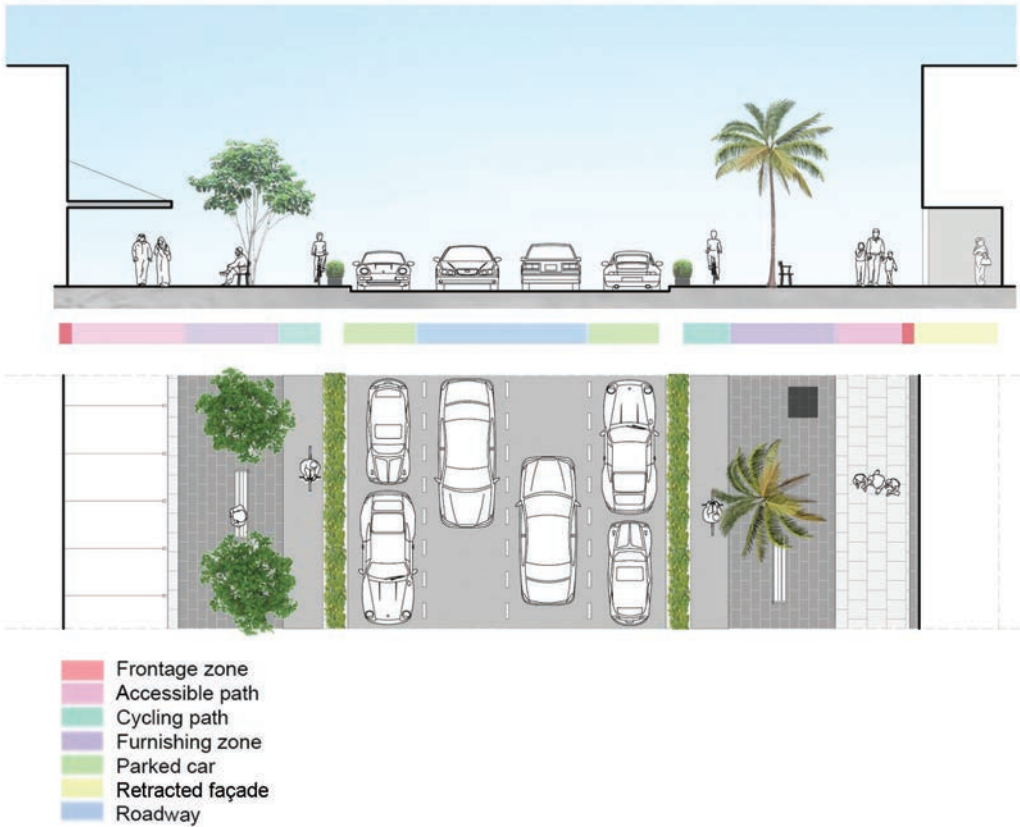 Frontage zone
Accessible path
Cycling path
Furnishing zone
Parked car
Retracted façade
Roadway